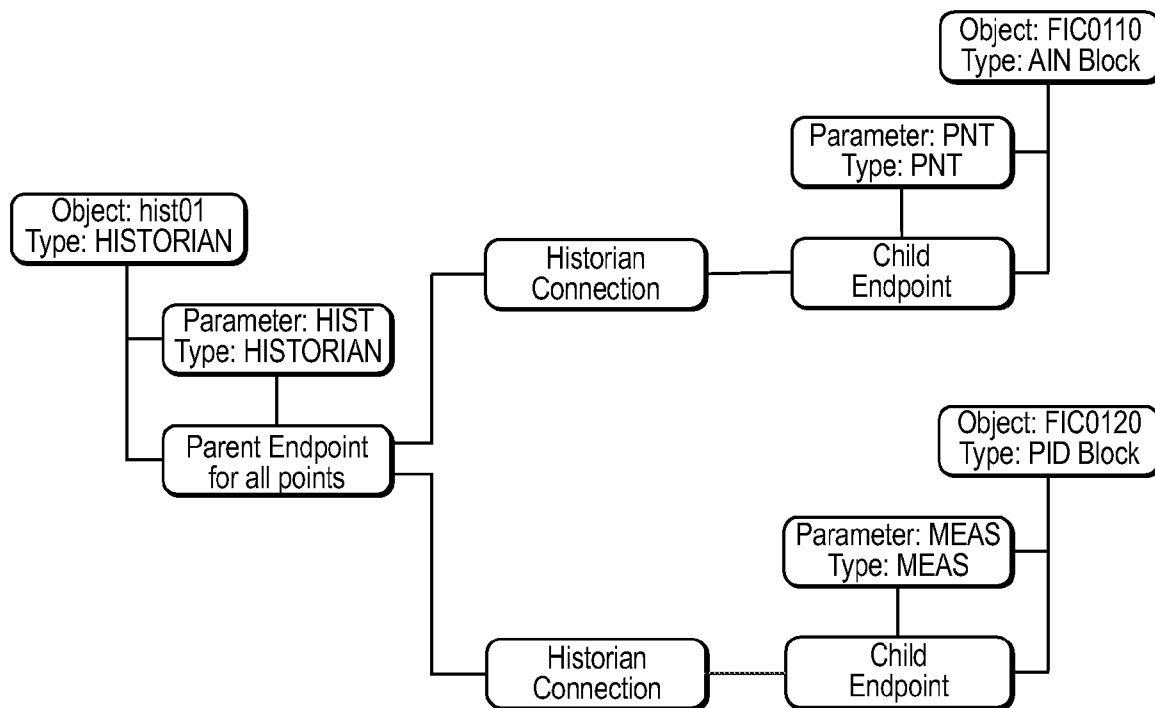 Object: FIC0110
Type: AIN Block
Parameter: PNT
Type: PNT
Object: hist01
Type: HISTORIAN
Historian
Connection
Child
Endpoint
Parameter: HIST
Type: HISTORIAN
Parent Endpoint
for all points
Object: FIC0120
Type: PID Block
Parameter: MEAS
Type: MEAS
Historian
Connection
Child
Endpoint